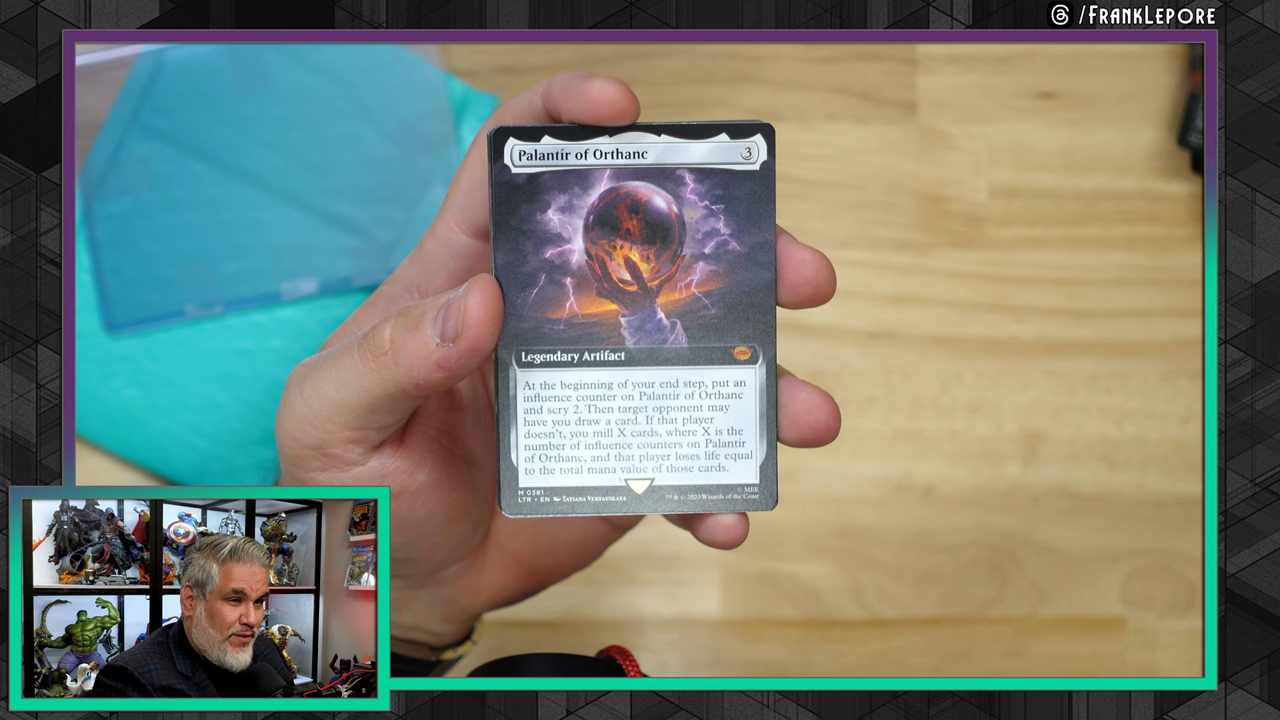 /FrankLepore
Palantír of Orthanc 3
Legendary Artifact
At the beginning of your end step, put an
influence counter on Palantír of Orthanc
and scry 2. Then target opponent may
have you draw a card. If that player
doesn't, you mill X cards, where X is the
number of influence counters on Palantír
of Orthanc, and that player loses life equal
to the total mana value of those cards.
M 0381
LTR • EN Tatiana Veryayskaya
© MEE
™ & © 2023 Wizards of the Coast